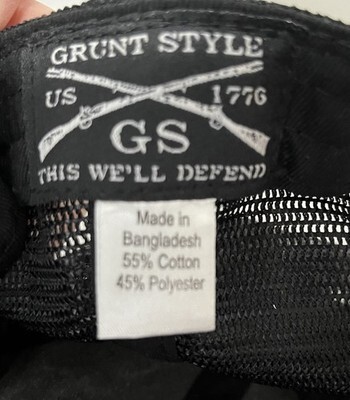 GRUNT STYLE
US 1776
GS
THIS WE'LL DEFEND
Made in
Bangladesh
55% Cotton
45% Polyester